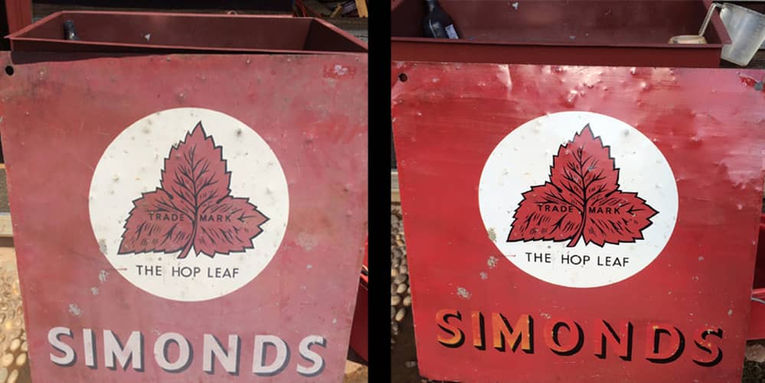 TRADE MARK
THE HOP LEAF
SIMONDS
TRADE MARK
THE HOP LEAF
SIMONDS